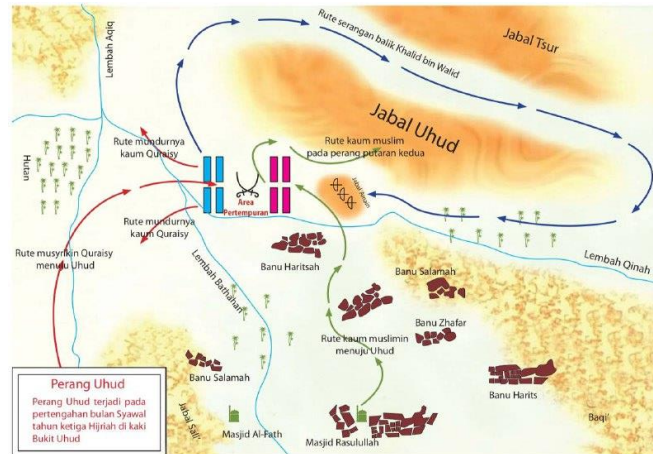 Jabal Tsur
Rute serangan balik Khalid bin Walid
Lembah Aqiq
Jabal Uhud
Hutan
Rute mundurnya
kaum Quraisy
Rute kaum muslim
pada perang putaran kedua
Area
Pertempuran
Jabal Ainain
Rute mundurnya
kaum Quraisy
Rute musyrikin Quraisy
menuju Uhud
Lembah Bathahan
Banu Haritsah
Banu Salamah
Lembah Qinah
Banu Zhafar
Rute kaum muslimin
menuju Uhud
Banu Salamah
Banu Harits
Perang Uhud
Perang Uhud terjadi pada
pertengahan bulan Syawal
tahun ketiga Hijriah di kaki
Bukit Uhud
Jabal Sal'i
Masjid Al-Fath
Masjid Rasulullah
Baqi'